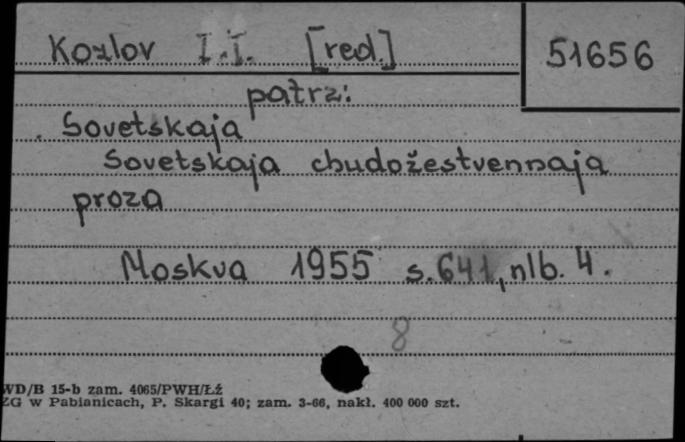 Kozlov I.I. [red.]
51656
patrz:
Sovetskaja
Sovetskaja chudožestvennaja
proza
Moskva 1955 s. 641, nlb. 4.
8
WD/B 15-b zam. 4065/PWH/Łź
ZG w Pabianicach, P. Skargi 40; zam. 3-66, nakł. 400 000 szt.